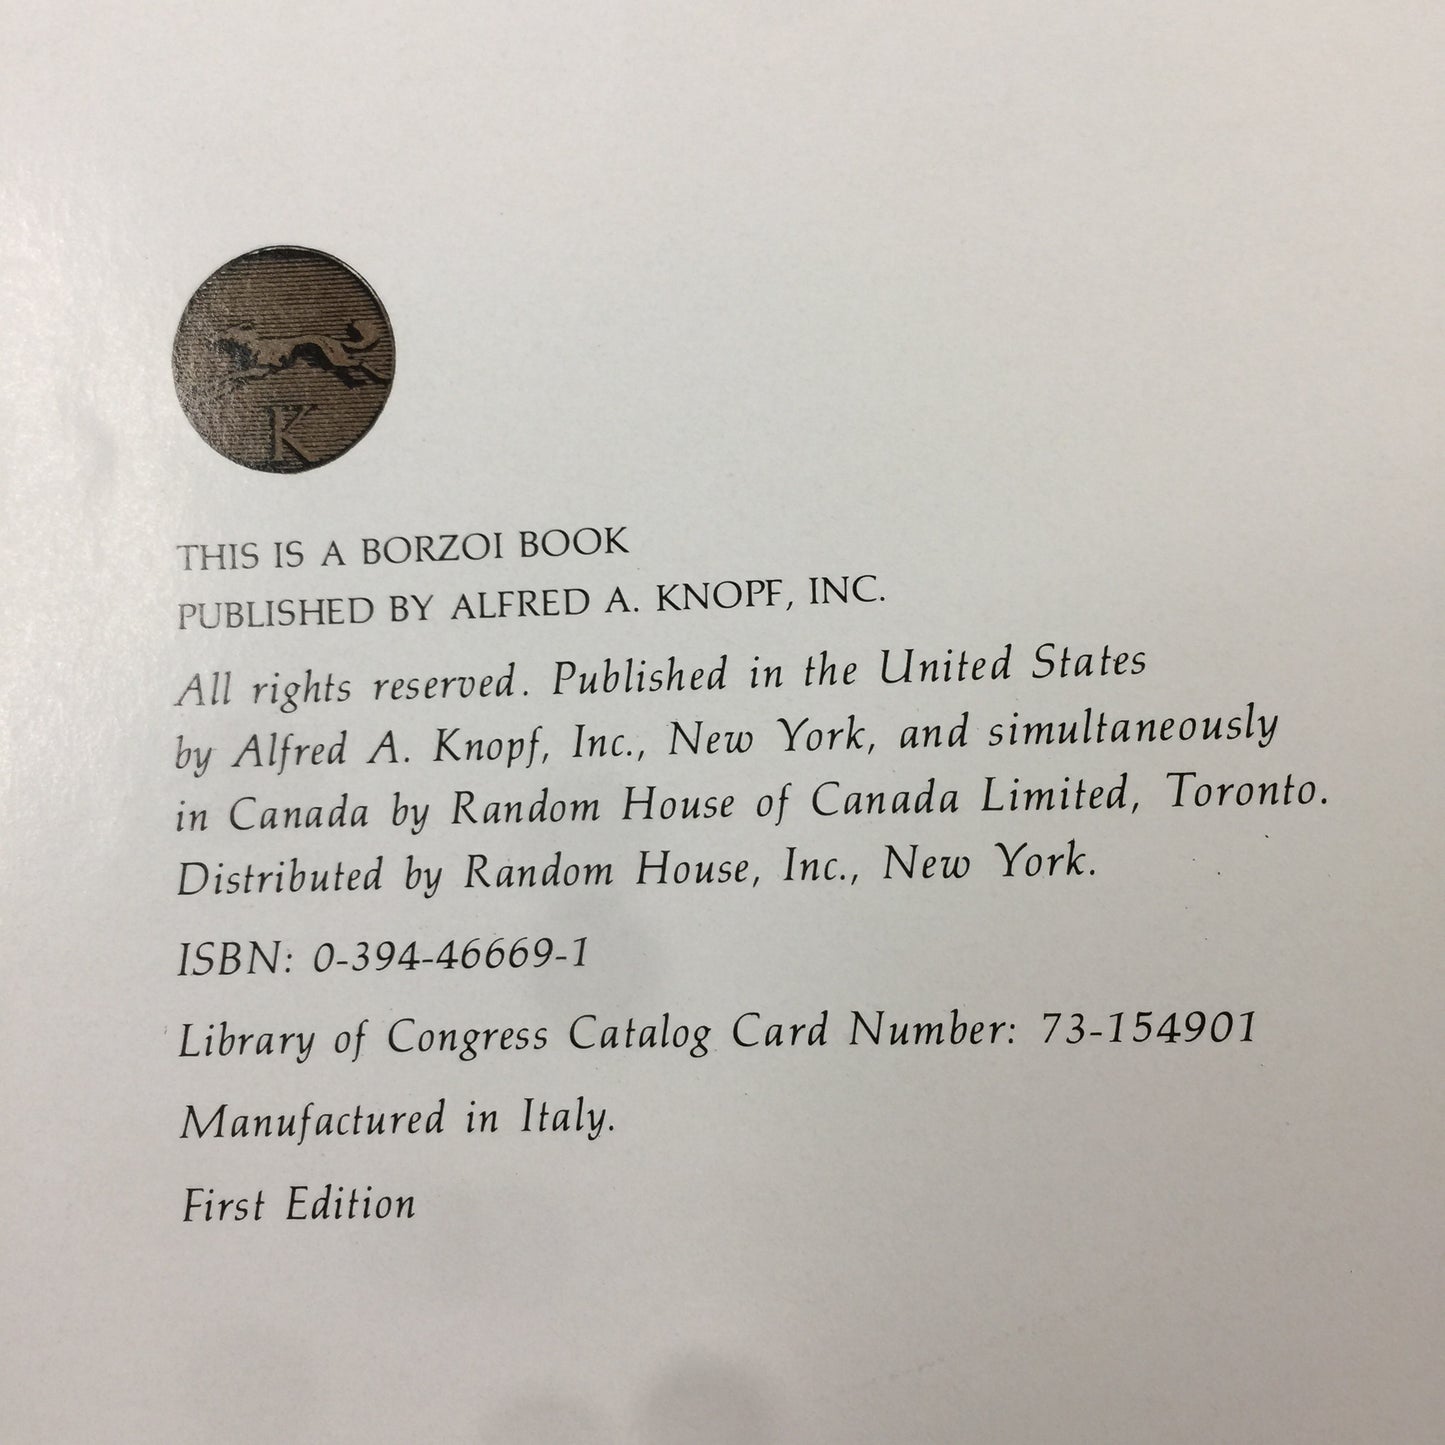 K
THIS IS A BORZOI BOOK
PUBLISHED BY ALFRED A. KNOPF, INC.
All rights reserved. Published in the United States
by Alfred A. Knopf, Inc., New York, and simultaneously
in Canada by Random House of Canada Limited, Toronto.
Distributed by Random House, Inc., New York.
ISBN: 0-394-46669-1
Library of Congress Catalog Card Number: 73-154901
Manufactured in Italy.
First Edition